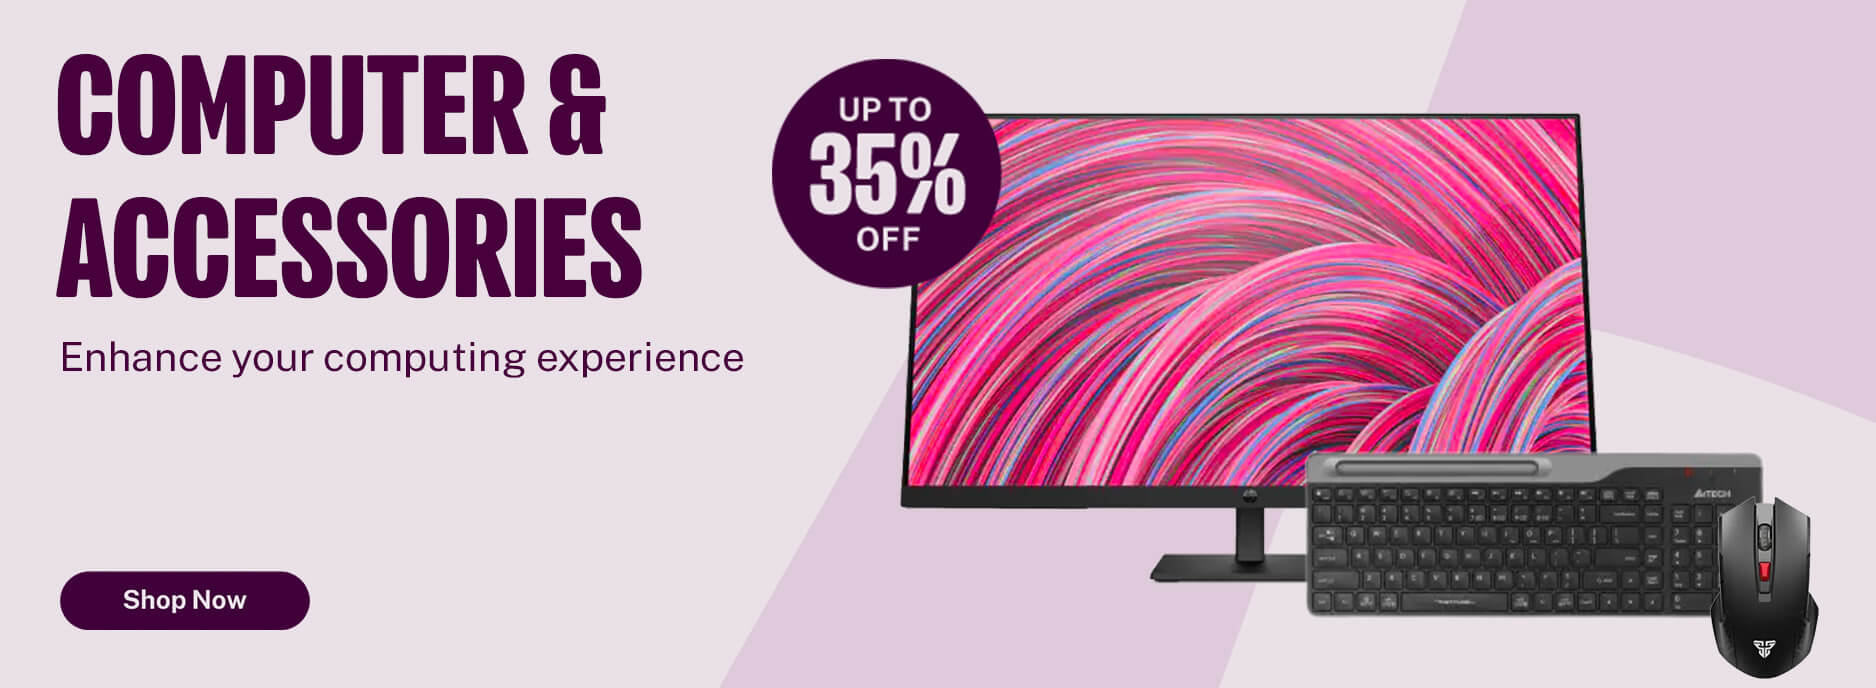 COMPUTER &
ACCESSORIES
Enhance your computing experience
Shop Now
UP TO
35%
OFF
A4TECH